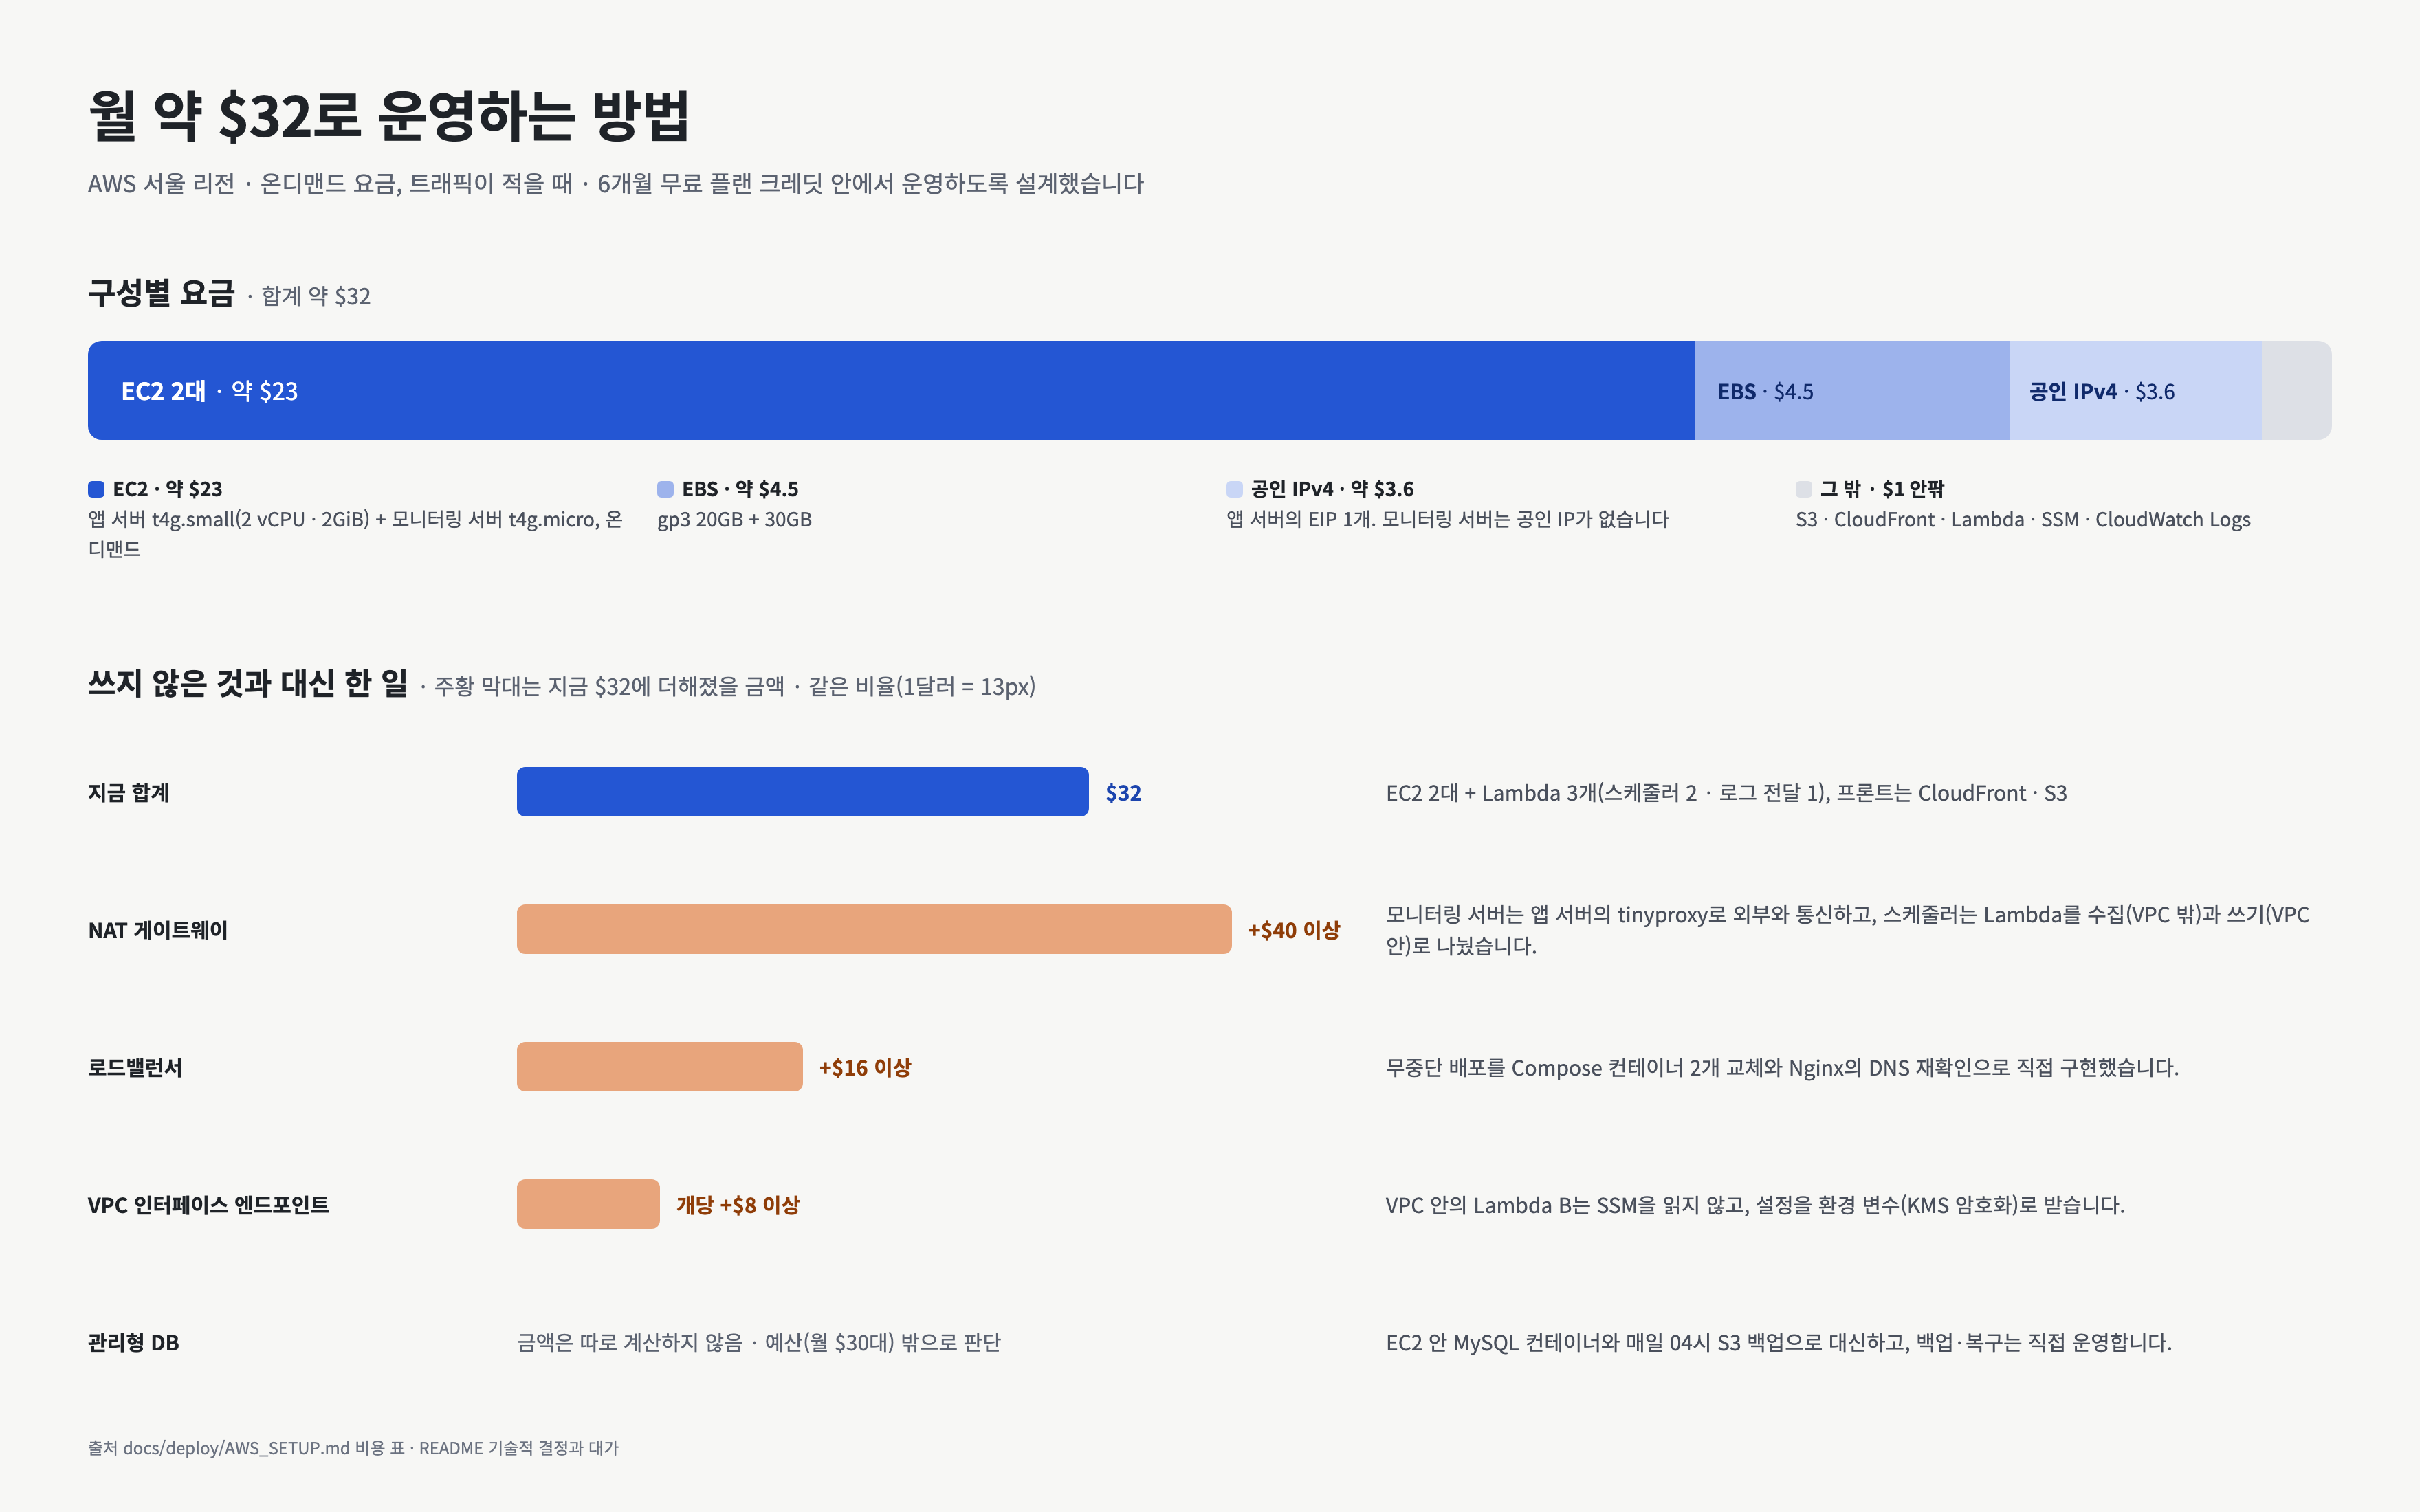 월 약 $32로 운영하는 방법
AWS 서울 리전 · 온디맨드 요금, 트래픽이 적을 때 · 6개월 무료 플랜 크레딧 안에서 운영하도록 설계했습니다
구성별 요금 · 합계 약 $32
EC2 2대 · 약 $23
EBS · $4.5
공인 IPv4 · $3.6
EC2 · 약 $23
앱 서버 t4g.small(2 vCPU · 2GiB) + 모니터링 서버 t4g.micro, 온
디맨드
EBS · 약 $4.5
gp3 20GB + 30GB
공인 IPv4 · 약 $3.6
앱 서버의 EIP 1개. 모니터링 서버는 공인 IP가 없습니다
그 밖 · $1 안팎
S3 · CloudFront · Lambda · SSM · CloudWatch Logs
쓰지 않은 것과 대신 한 일 · 주황 막대는 지금 $32에 더해졌을 금액 · 같은 비율(1달러 = 13px)
지금 합계
$32
EC2 2대 + Lambda 3개(스케줄러 2 · 로그 전달 1), 프론트는 CloudFront · S3
NAT 게이트웨이
+$40 이상
모니터링 서버는 앱 서버의 tinyproxy로 외부와 통신하고, 스케줄러는 Lambda를 수집(VPC 밖)과 쓰기(VPC
안)로 나눴습니다.
로드밸런서
+$16 이상
무중단 배포를 Compose 컨테이너 2개 교체와 Nginx의 DNS 재확인으로 직접 구현했습니다.
VPC 인터페이스 엔드포인트
개당 +$8 이상
VPC 안의 Lambda B는 SSM을 읽지 않고, 설정을 환경 변수(KMS 암호화)로 받습니다.
관리형 DB
금액은 따로 계산하지 않음 · 예산(월 $30대) 밖으로 판단
EC2 안 MySQL 컨테이너와 매일 04시 S3 백업으로 대신하고, 백업·복구는 직접 운영합니다.
출처 docs/deploy/AWS_SETUP.md 비용 표 · README 기술적 결정과 대가